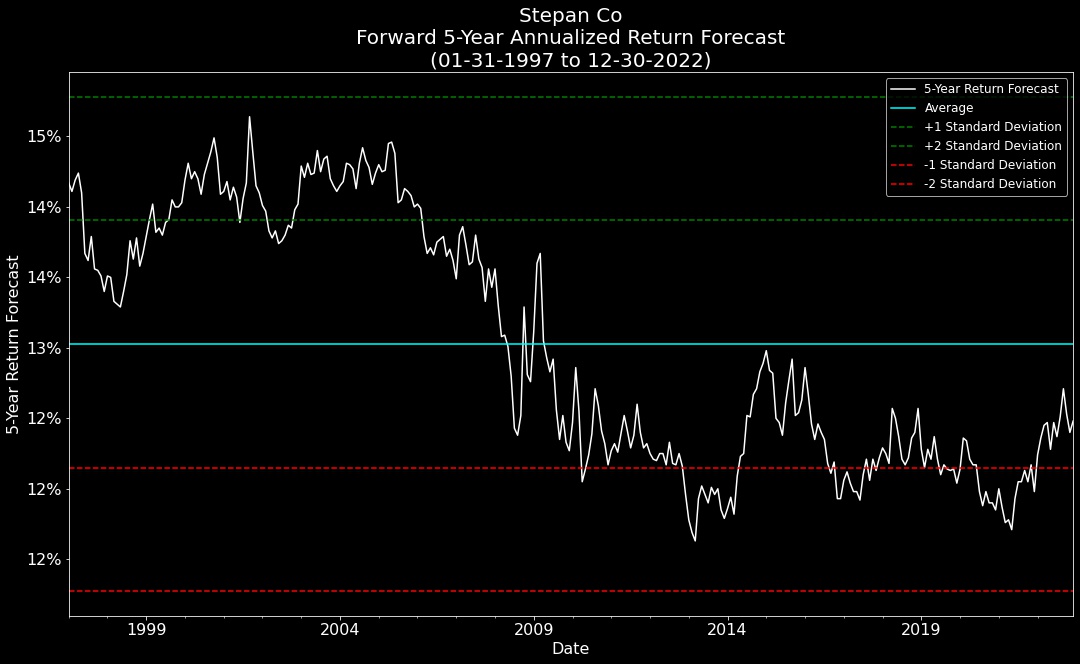 Stepan Co
Forward 5-Year Annualized Return Forecast
(01-31-1997 to 12-30-2022)
5-Year Return Forecast
Average
+1 Standard Deviation
+2 Standard Deviation
-1 Standard Deviation
-2 Standard Deviation
15%
14%
14%
13%
12%
12%
12%
5-Year Return Forecast
1999
2004
2009
2014
2019
Date